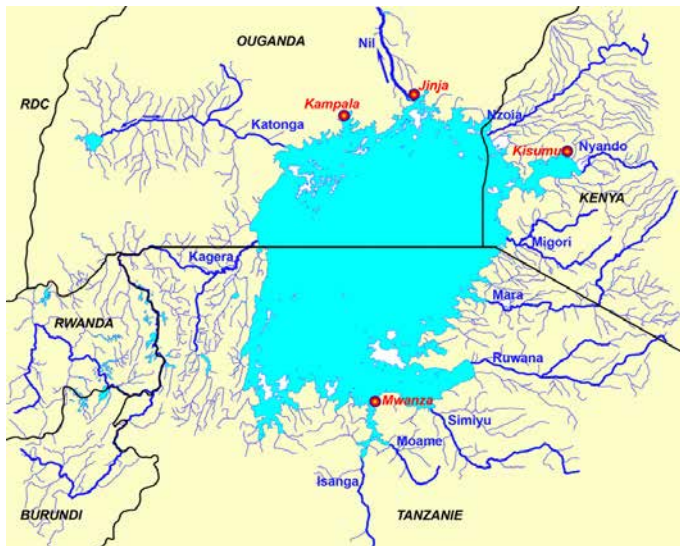 OUGANDA
Nil
Jinja
RDC
Kampala
Nzoia
Katonga
Kisumu
Nyando
KENYA
Migori
Kagera
Mara
RWANDA
Ruwana
Mwanza
Simiyu
Moame
Isanga
BURUNDI
TANZANIE